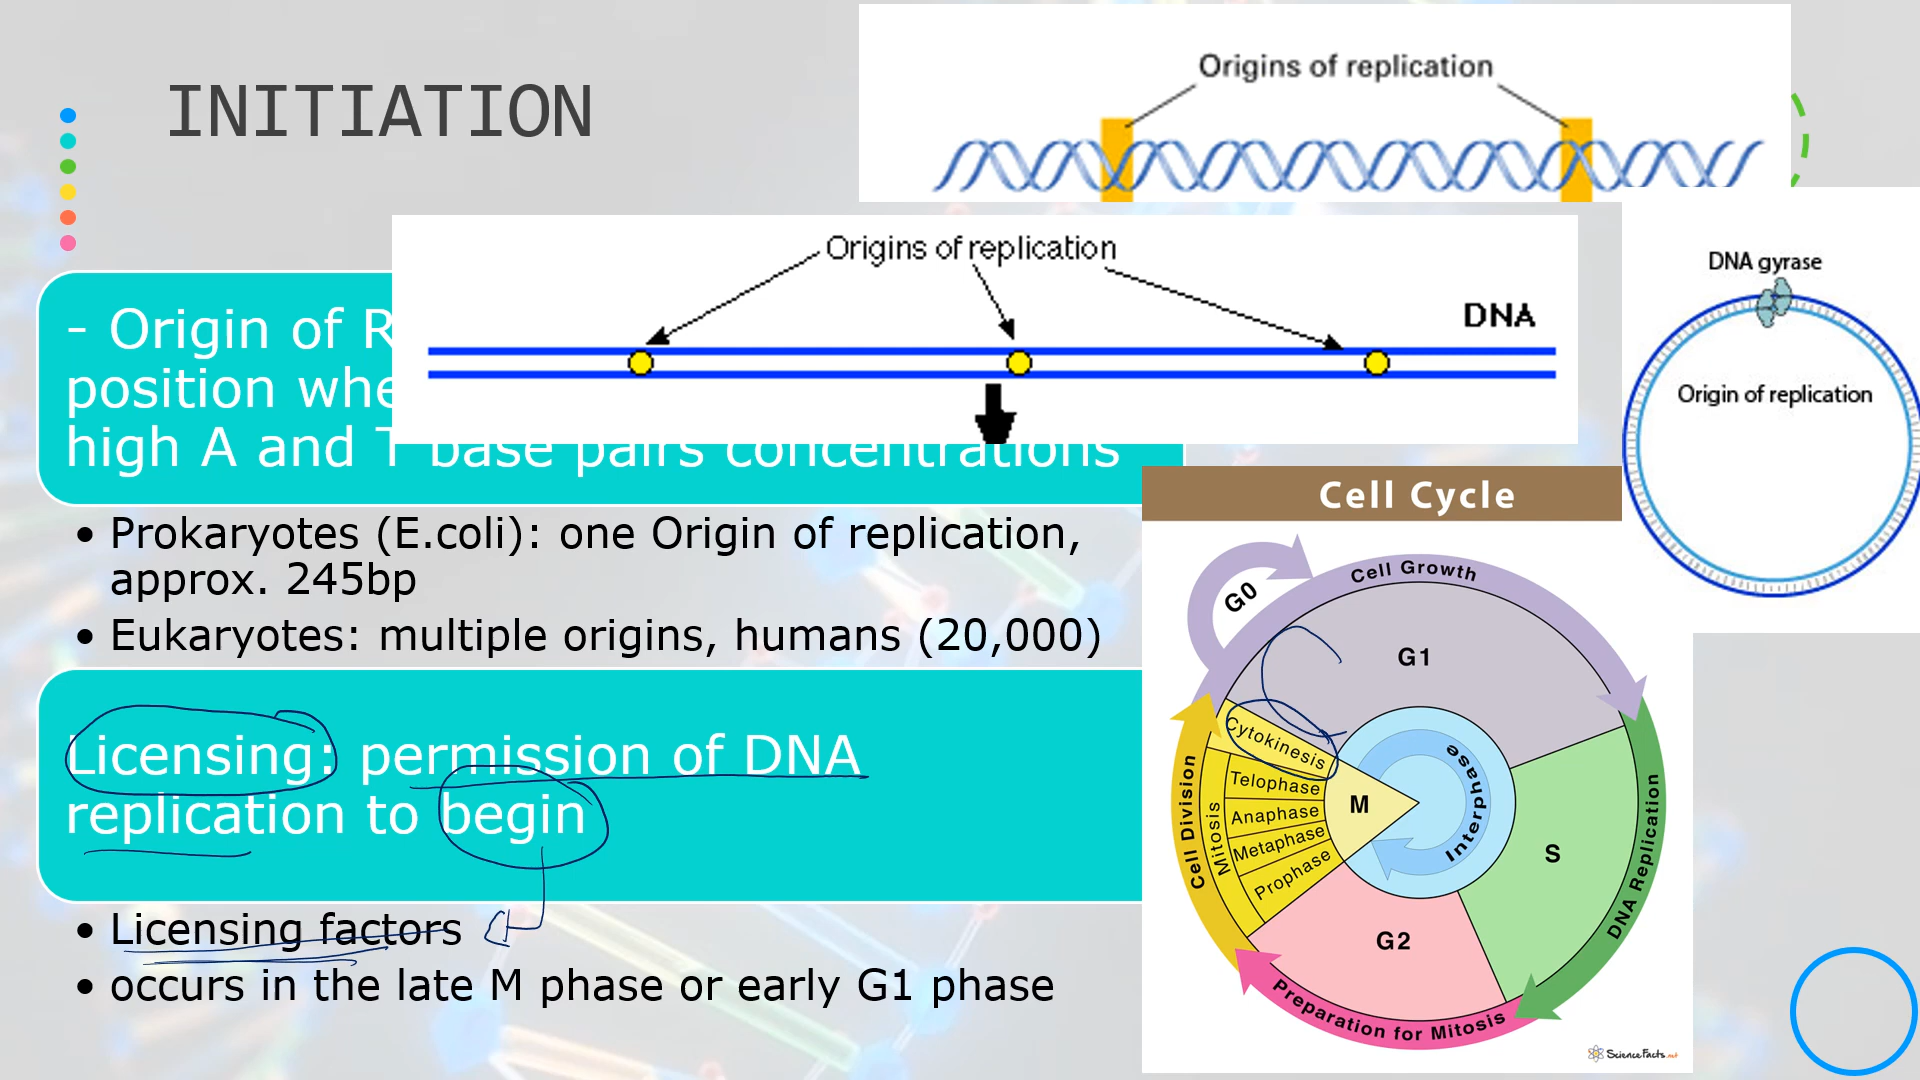 INITIATION
Origins of replication
Origins of replication
DNA
DNA gyrase
Origin of replication
- Origin of R
position whe
high A and T base pairs concentrations
• Prokaryotes (E.coli): one Origin of replication,
approx. 245bp
• Eukaryotes: multiple origins, humans (20,000)
Licensing: permission of DNA
replication to begin
• Licensing factors
• occurs in the late M phase or early G1 phase
Cell Cycle
G0
Cell Growth
G1
Cytokinesis
Telophase
Anaphase
Metaphase
Prophase
Mitosis
Cell Division
M
Interphase
S
DNA Replication
G2
Preparation for Mitosis
ScienceFacts.net